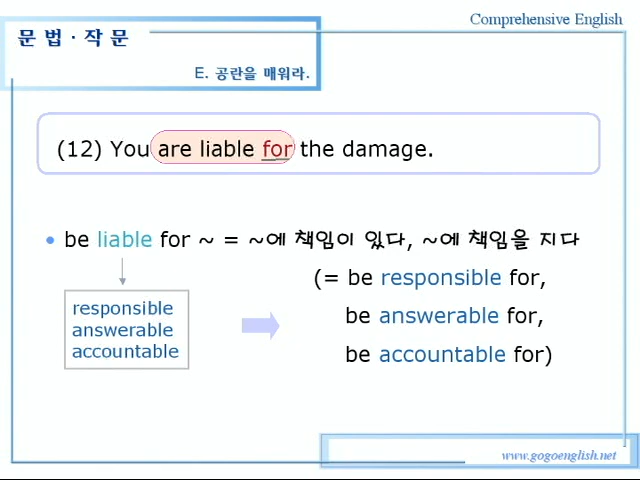 Comprehensive English
문 법 · 작 문
E. 공란을 매워라.
(12) You are liable for the damage.
• be liable for ~ = ~에 책임이 있다, ~에 책임을 지다
(= be responsible for,
be answerable for,
be accountable for)
responsible
answerable
accountable
www.gogoenglish.net